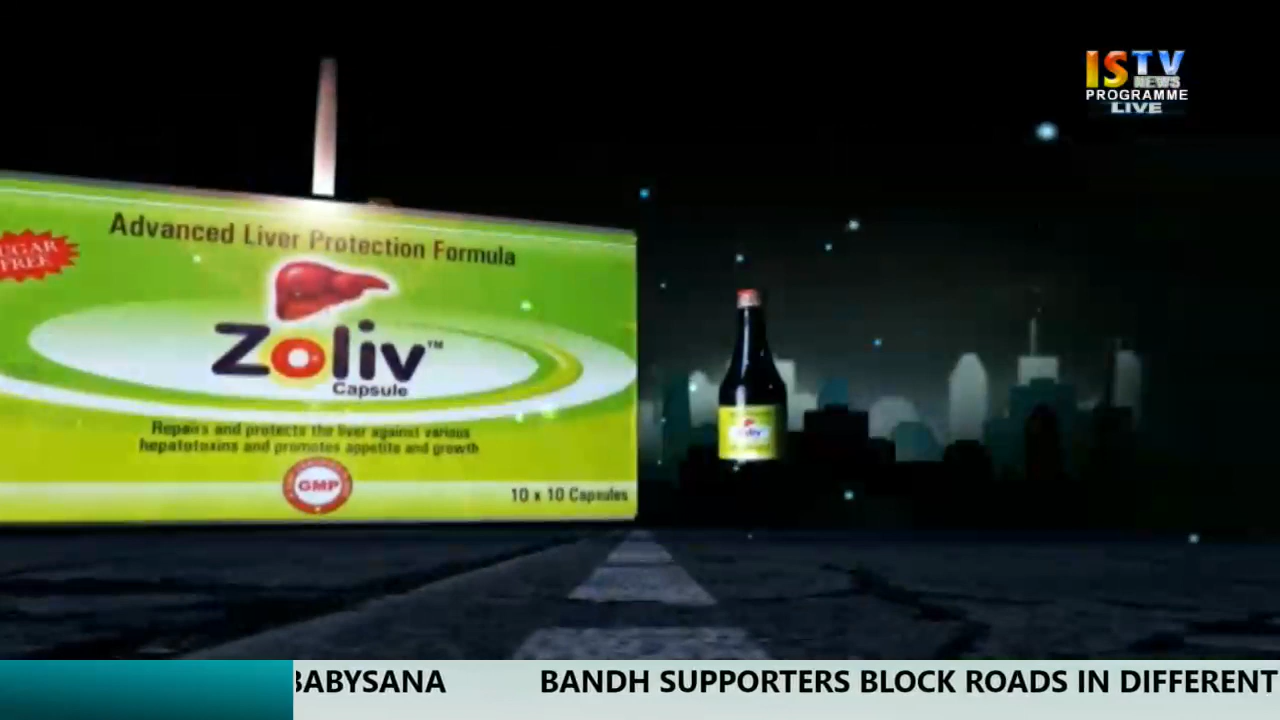 ISTV
NEWS
PROGRAMME
LIVE
SUGAR
FREE
Advanced Liver Protection Formula
Zoliv™
Capsule
Repairs and protects the liver against various
hepatotoxins and promotes appetite and growth
GMP
10 x 10 Capsules
Zoliv
BABYSANA BANDH SUPPORTERS BLOCK ROADS IN DIFFERENT